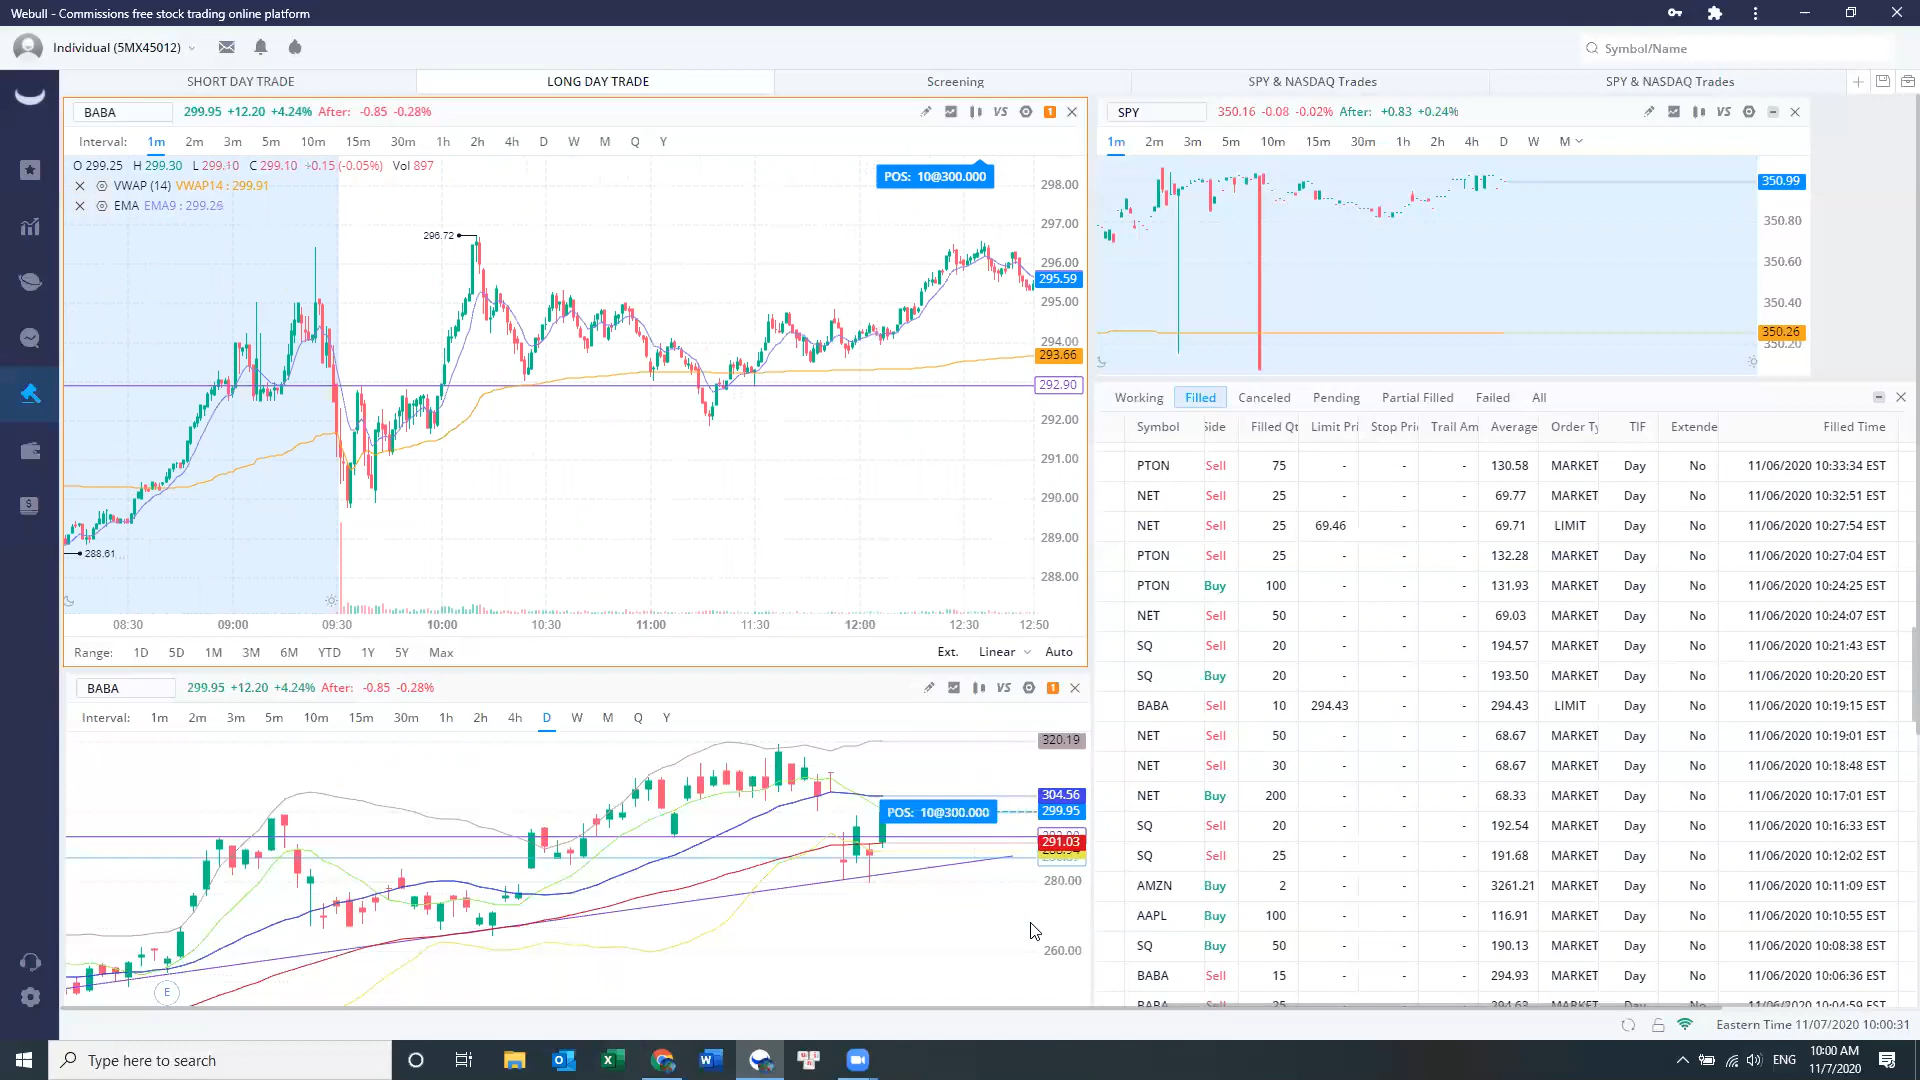 Webull - Commissions free stock trading online platform
Individual (5MX45012)
Symbol/Name
SHORT DAY TRADE LONG DAY TRADE Screening SPY & NASDAQ Trades SPY & NASDAQ Trades
BABA 299.95 +12.20 +4.24% After: -0.85 -0.28% VS 1
Interval: 1m 2m 3m 5m 10m 15m 30m 1h 2h 4h D W M Q Y
O 299.25 H 299.30 L 299.10 C 299.10 +0.15 (-0.05%) Vol 897
VWAP (14) VWAP14 : 299.91
EMA EMA9 : 299.26
POS: 10@300.000
296.72
288.61
298.00
297.00
296.00
295.59
295.00
294.00
293.66
292.90
292.00
291.00
290.00
289.00
288.00
08:30 09:00 09:30 10:00 10:30 11:00 11:30 12:00 12:30 12:50
Range: 1D 5D 1M 3M 6M YTD 1Y 5Y Max Ext. Linear Auto
BABA 299.95 +12.20 +4.24% After: -0.85 -0.28% VS 1
Interval: 1m 2m 3m 5m 10m 15m 30m 1h 2h 4h D W M Q Y
320.19
304.56
299.95
POS: 10@300.000
291.03
280.00
260.00
E
SPY 350.16 -0.08 -0.02% After: +0.83 +0.24% VS
1m 2m 3m 5m 10m 15m 30m 1h 2h 4h D W M
350.99
350.80
350.60
350.40
350.26
350.20
Working Filled Canceled Pending Partial Filled Failed All
Symbol Side Filled Qt Limit Pri Stop Pri Trail Am Average Order Ty TIF Extende Filled Time
PTON Sell 75 - - - 130.58 MARKET Day No 11/06/2020 10:33:34 EST
NET Sell 25 - - - 69.77 MARKET Day No 11/06/2020 10:32:51 EST
NET Sell 25 69.46 - - 69.71 LIMIT Day No 11/06/2020 10:27:54 EST
PTON Sell 25 - - - 132.28 MARKET Day No 11/06/2020 10:27:04 EST
PTON Buy 100 - - - 131.93 MARKET Day No 11/06/2020 10:24:25 EST
NET Sell 50 - - - 69.03 MARKET Day No 11/06/2020 10:24:07 EST
SQ Sell 20 - - - 194.57 MARKET Day No 11/06/2020 10:21:43 EST
SQ Buy 20 - - - 193.50 MARKET Day No 11/06/2020 10:20:20 EST
BABA Sell 10 294.43 - - 294.43 LIMIT Day No 11/06/2020 10:19:15 EST
NET Sell 50 - - - 68.67 MARKET Day No 11/06/2020 10:19:01 EST
NET Sell 30 - - - 68.67 MARKET Day No 11/06/2020 10:18:48 EST
NET Buy 200 - - - 68.33 MARKET Day No 11/06/2020 10:17:01 EST
SQ Sell 20 - - - 192.54 MARKET Day No 11/06/2020 10:16:33 EST
SQ Sell 25 - - - 191.68 MARKET Day No 11/06/2020 10:12:02 EST
AMZN Buy 2 - - - 3261.21 MARKET Day No 11/06/2020 10:11:09 EST
AAPL Buy 100 - - - 116.91 MARKET Day No 11/06/2020 10:10:55 EST
SQ Buy 50 - - - 190.13 MARKET Day No 11/06/2020 10:08:38 EST
BABA Sell 15 - - - 294.93 MARKET Day No 11/06/2020 10:06:36 EST
BABA Sell 25 - - - 294.63 MARKET Day No 11/06/2020 10:04:59 EST
Eastern Time 11/07/2020 10:00:31
Type here to search
ENG
10:00 AM
11/7/2020